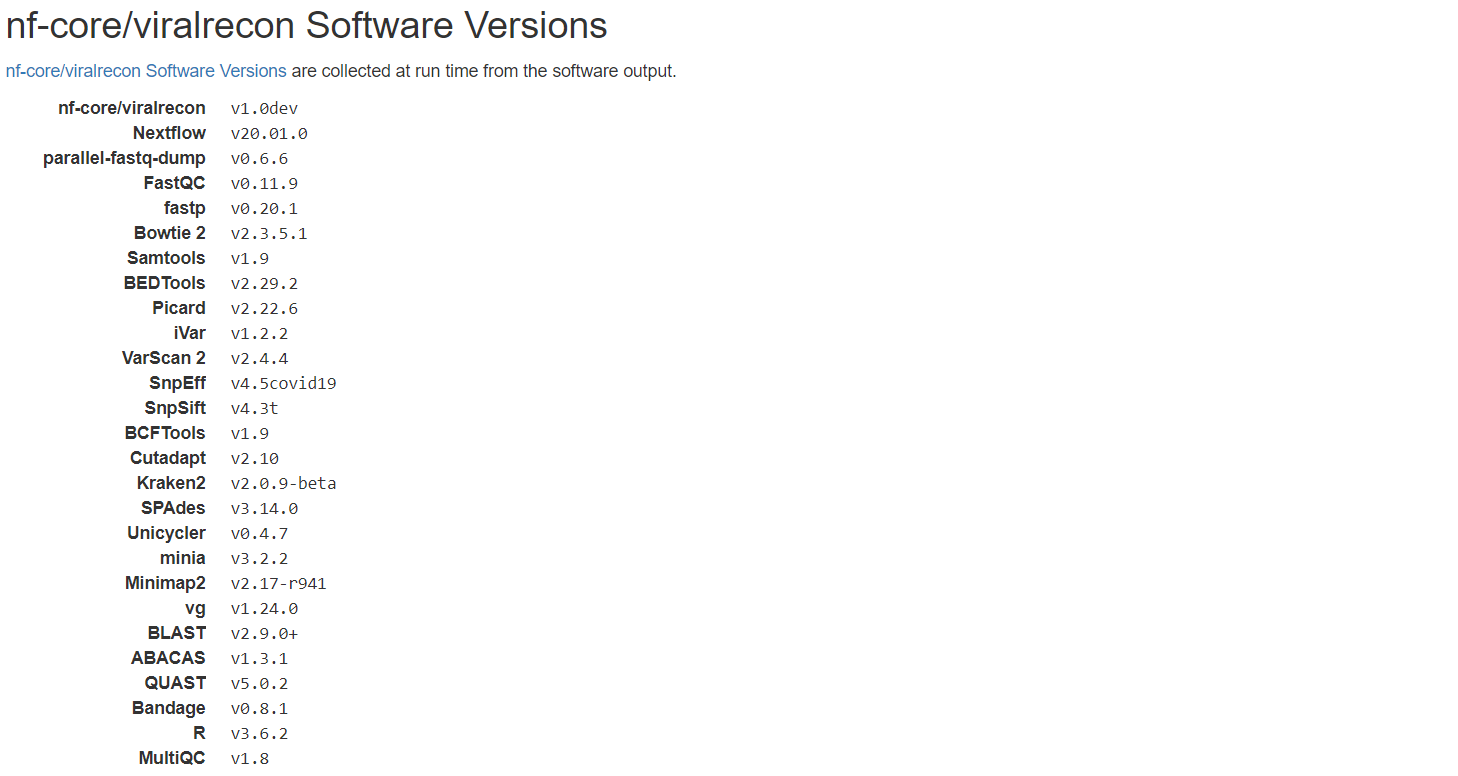 nf-core/viralrecon Software Versions
nf-core/viralrecon Software Versions are collected at run time from the software output.
nf-core/viralrecon v1.0dev
Nextflow v20.01.0
parallel-fastq-dump v0.6.6
FastQC v0.11.9
fastp v0.20.1
Bowtie 2 v2.3.5.1
Samtools v1.9
BEDTools v2.29.2
Picard v2.22.6
iVar v1.2.2
VarScan 2 v2.4.4
SnpEff v4.5covid19
SnpSift v4.3t
BCFTools v1.9
Cutadapt v2.10
Kraken2 v2.0.9-beta
SPAdes v3.14.0
Unicycler v0.4.7
minia v3.2.2
Minimap2 v2.17-r941
vg v1.24.0
BLAST v2.9.0+
ABACAS v1.3.1
QUAST v5.0.2
Bandage v0.8.1
R v3.6.2
MultiQC v1.8